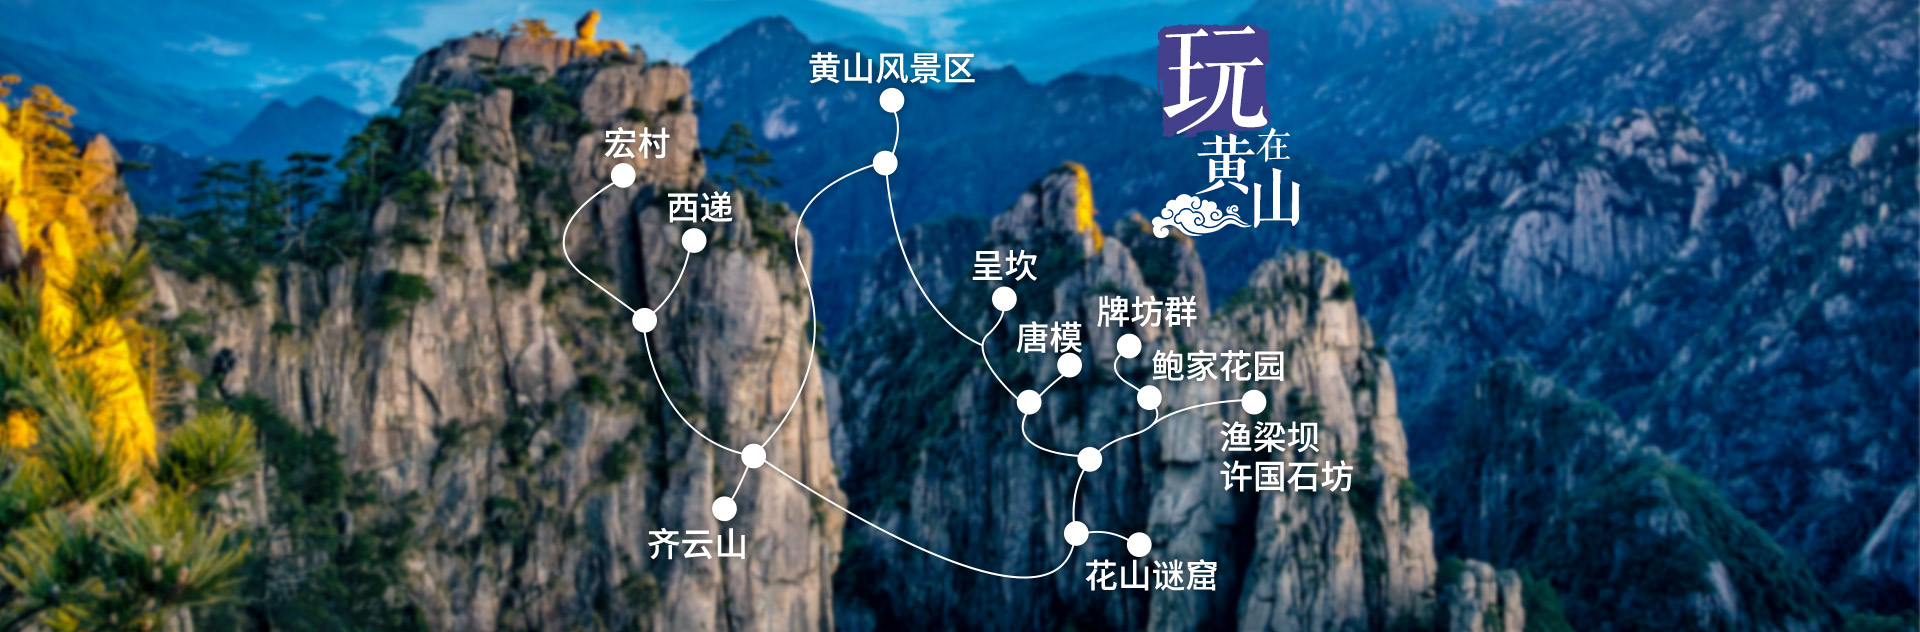 黄山风景区
玩
在
黄山
宏村
西递
呈坎
牌坊群
唐模
鲍家花园
渔梁坝
许国石坊
齐云山
花山谜窟